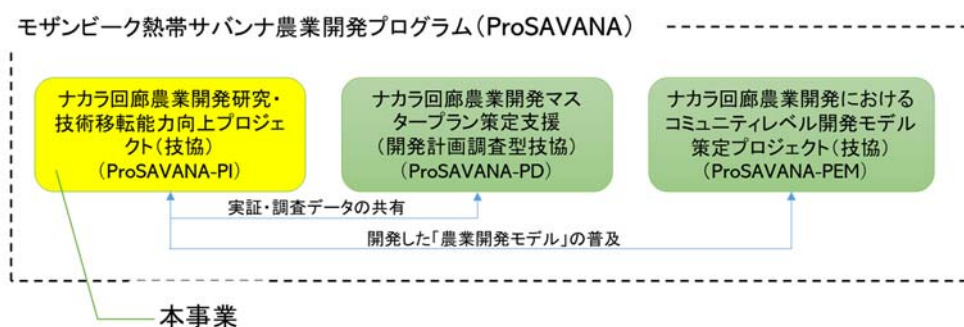 モザンビーク熱帯サバンナ農業開発プログラム(ProSAVANA)
ナカラ回廊農業開発研究・
技術移転能力向上プロジェ
クト(技協)
(ProSAVANA-PI)
ナカラ回廊農業開発マス
タープラン策定支援
(開発計画調査型技協)
(ProSAVANA-PD)
ナカラ回廊農業開発における
コミュニティレベル開発モデル
策定プロジェクト(技協)
(ProSAVANA-PEM)
実証・調査データの共有
開発した「農業開発モデル」の普及
本事業